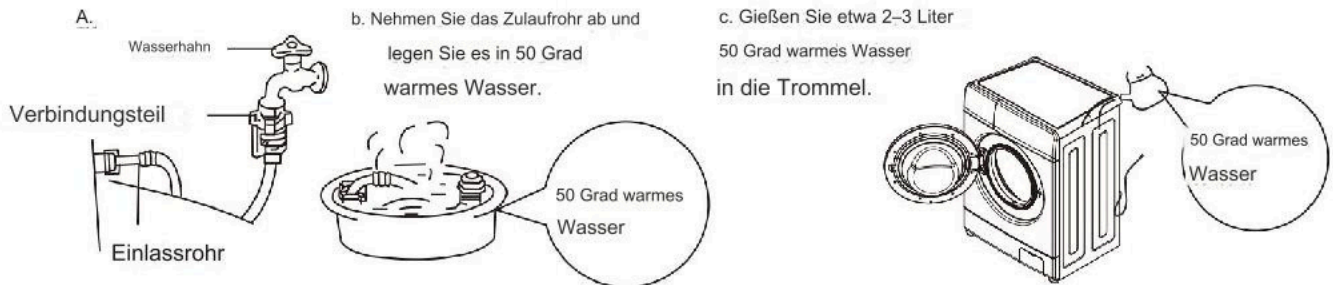 A.
Wasserhahn
Verbindungsteil
Einlassrohr
b. Nehmen Sie das Zulaufrohr ab und
legen Sie es in 50 Grad
warmes Wasser.
50 Grad warmes
Wasser
c. Gießen Sie etwa 2–3 Liter
50 Grad warmes Wasser
in die Trommel.
50 Grad warmes
Wasser